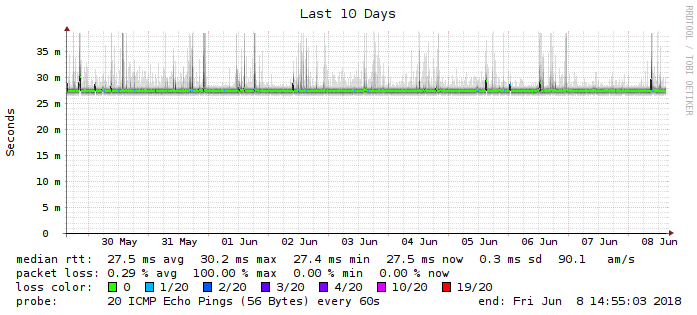 Last 10 Days
RRDTOOL / TOBI OETIKER
Seconds
35 m
30 m
25 m
20 m
15 m
10 m
5 m
0
30 May 31 May 01 Jun 02 Jun 03 Jun 04 Jun 05 Jun 06 Jun 07 Jun 08 Jun
median rtt: 27.5 ms avg 30.2 ms max 27.4 ms min 27.5 ms now 0.3 ms sd 90.1 am/s
packet loss: 0.29 % avg 100.00 % max 0.00 % min 0.00 % now
loss color: 0 1/20 2/20 3/20 4/20 10/20 19/20
probe: 20 ICMP Echo Pings (56 Bytes) every 60s end: Fri Jun 8 14:55:03 2018